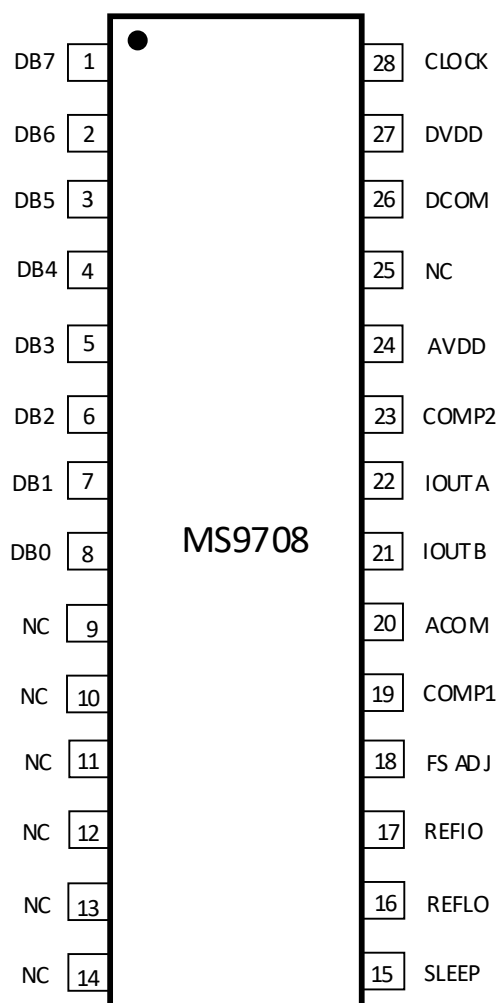 DB7 1 28 CLOCK
DB6 2 27 DVDD
DB5 3 26 DCOM
DB4 4 25 NC
DB3 5 24 AVDD
DB2 6 23 COMP2
DB1 7 22 IOUTA
MS9708
DB0 8 21 IOUTB
NC 9 20 ACOM
NC 10 19 COMP1
NC 11 18 FS ADJ
NC 12 17 REFIO
NC 13 16 REFLO
NC 14 15 SLEEP